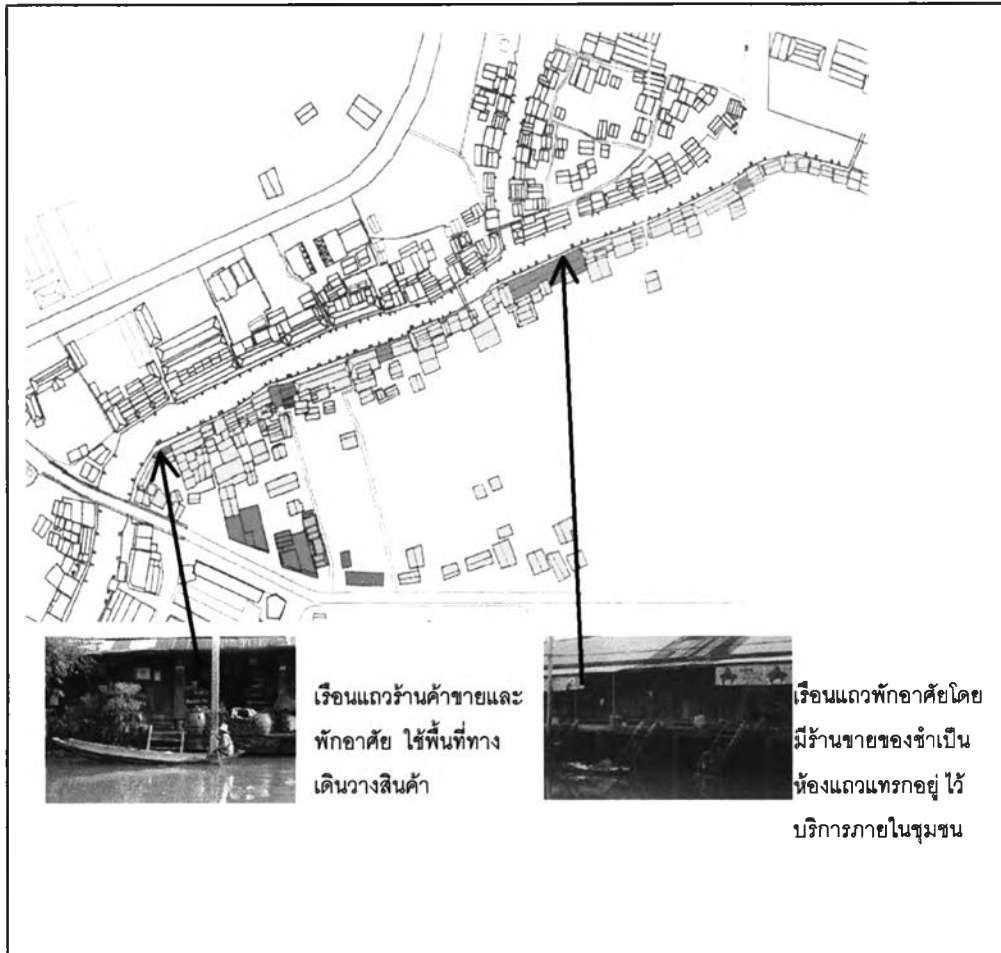 เรือนแถวร้านค้าขายและ
พักอาศัย ใช้พื้นที่ทาง
เดินวางสินค้า
เรือนแถวพักอาศัยโดย
มีร้านขายของชำเป็น
ห้องแถวแทรกอยู่ ไว้
บริการภายในชุมชน